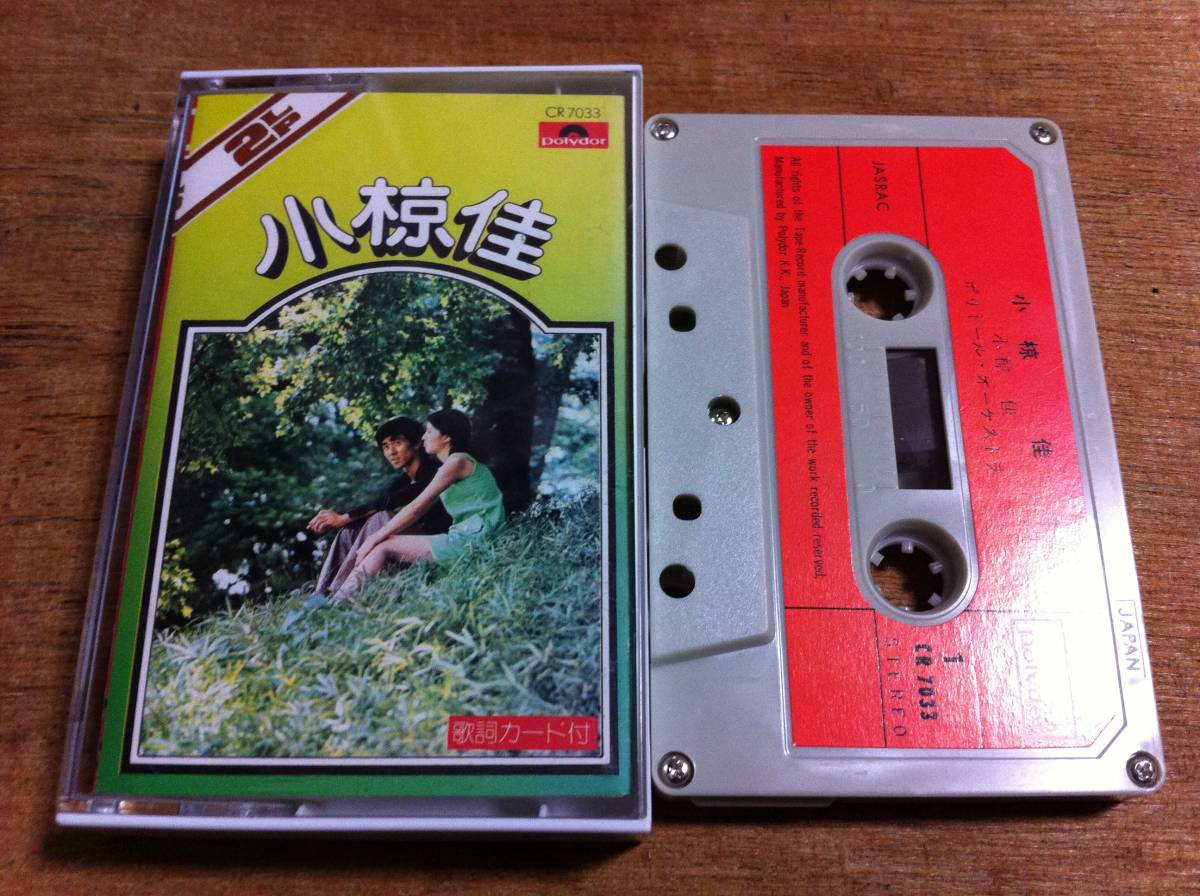 2LP
CR 7033
polydor
小椋佳
歌詞カード付
JASRAC
All rights of the Tape-Record manufacturer and of the owner of the work recorded reserved.
Manufactured by Polydor K.K., Japan
小椋佳
小椋佳
ポリドール・オーケストラ
I
CR 7033
STEREO
polydor
JAPAN